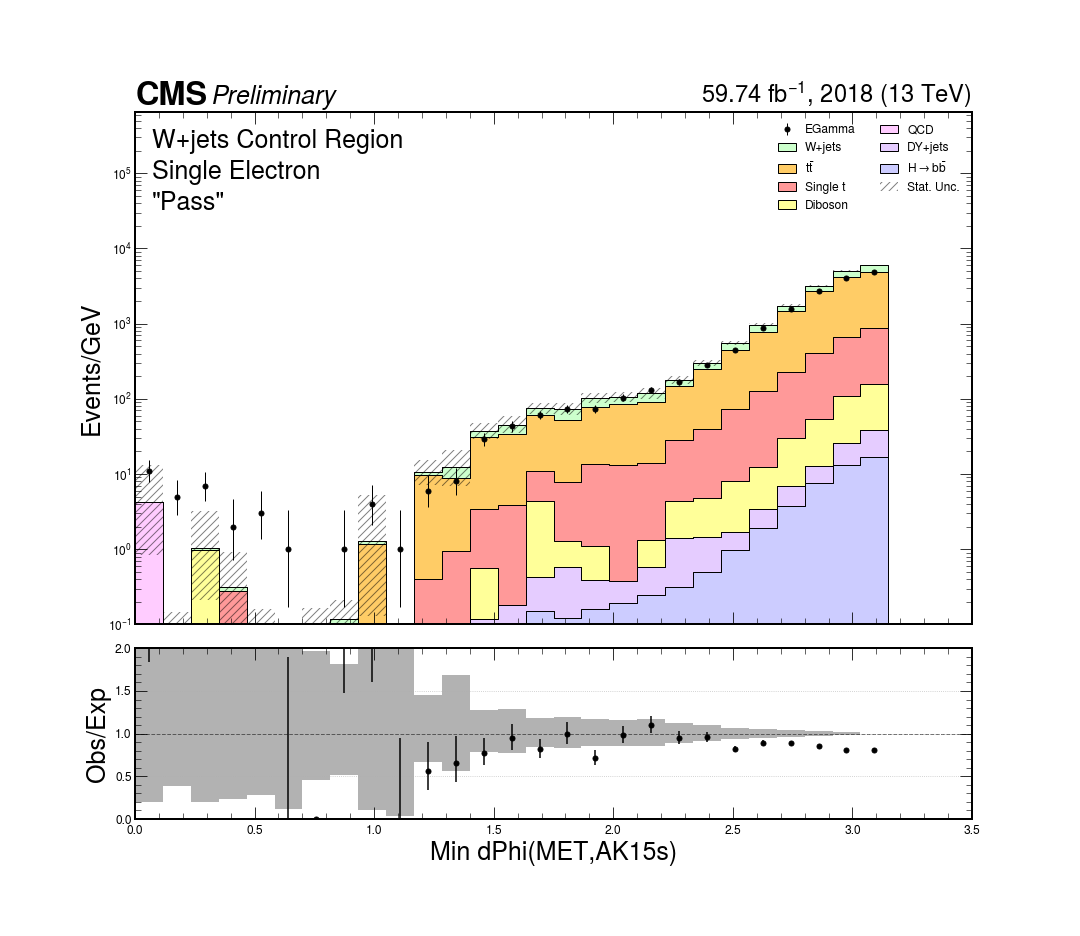 CMS Preliminary
59.74 fb⁻¹, 2018 (13 TeV)
W+jets Control Region
Single Electron
"Pass"
EGamma
W+jets
tt̄
Single t
Diboson
QCD
DY+jets
H→bb̄
Stat. Unc.
Events/GeV
10⁵
10⁴
10³
10²
10¹
10⁰
10⁻¹
Obs/Exp
2.0
1.5
1.0
0.5
0.0
0.0 0.5 1.0 1.5 2.0 2.5 3.0 3.5
Min dPhi(MET,AK15s)